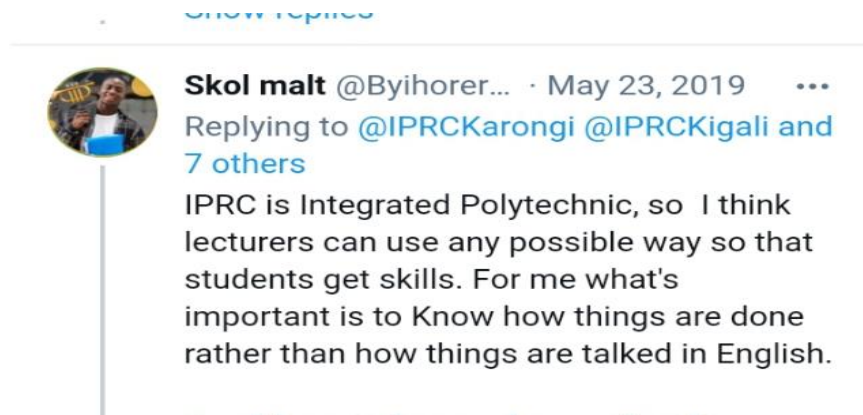 Show replies
Skol malt @Byihorer... · May 23, 2019 ...
Replying to @IPRCKarongi @IPRCKigali and
7 others
IPRC is Integrated Polytechnic, so I think
lecturers can use any possible way so that
students get skills. For me what's
important is to Know how things are done
rather than how things are talked in English.